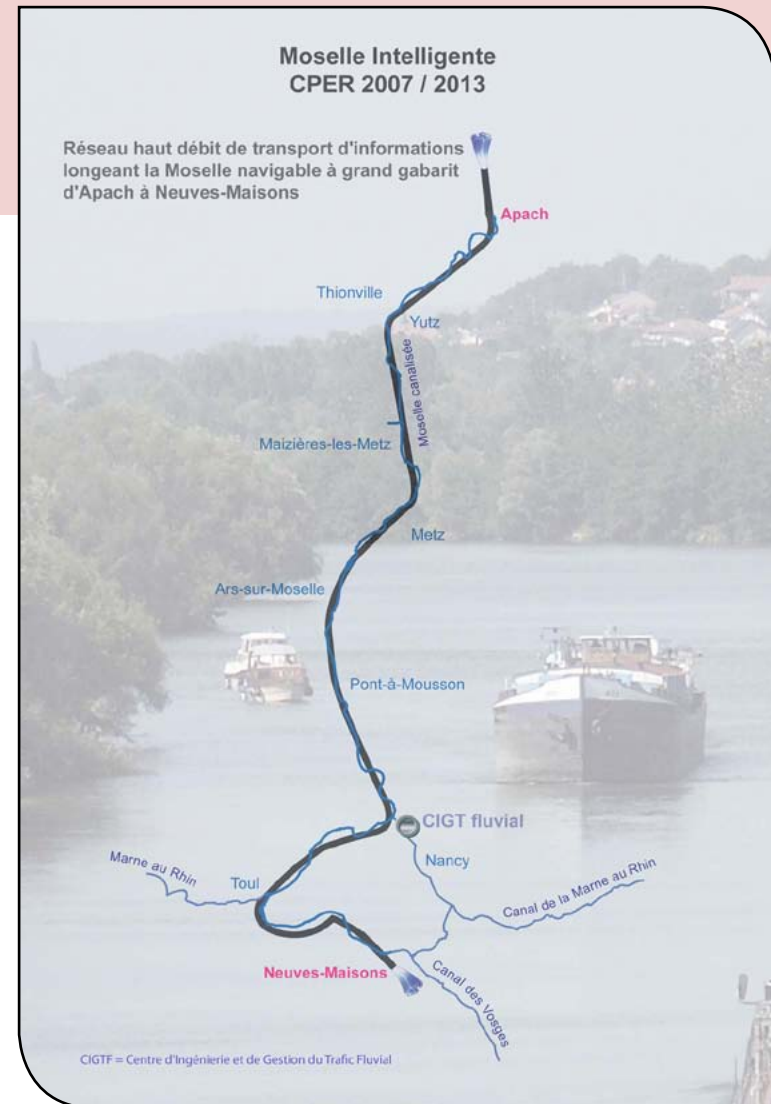 Moselle Intelligente
CPER 2007 / 2013
Réseau haut débit de transport d'informations
longeant la Moselle navigable à grand gabarit
d'Apach à Neuves-Maisons
Apach
Thionville
Yutz
Moselle canalisée
Maizières-les-Metz
Metz
Ars-sur-Moselle
Pont-à-Mousson
CIGT fluvial
Marne au Rhin
Nancy
Toul
Canal de la Marne au Rhin
Neuves-Maisons
Canal des Vosges
CIGTF = Centre d'Ingénierie et de Gestion du Trafic Fluvial